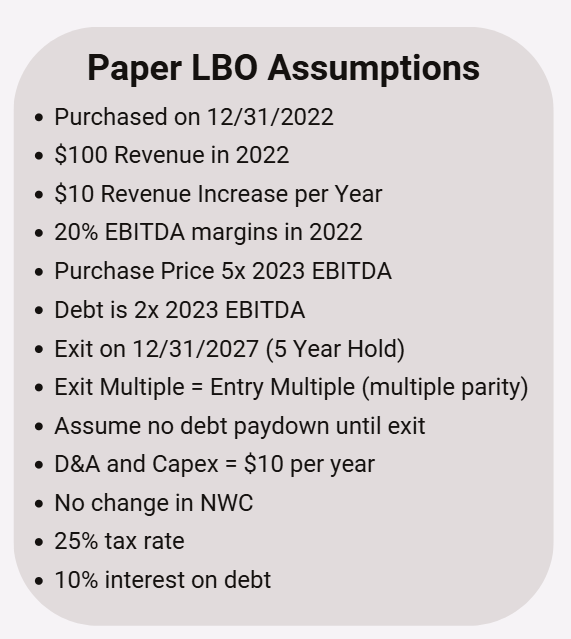 Paper LBO Assumptions
• Purchased on 12/31/2022
• $100 Revenue in 2022
• $10 Revenue Increase per Year
• 20% EBITDA margins in 2022
• Purchase Price 5x 2023 EBITDA
• Debt is 2x 2023 EBITDA
• Exit on 12/31/2027 (5 Year Hold)
• Exit Multiple = Entry Multiple (multiple parity)
• Assume no debt paydown until exit
• D&A and Capex = $10 per year
• No change in NWC
• 25% tax rate
• 10% interest on debt